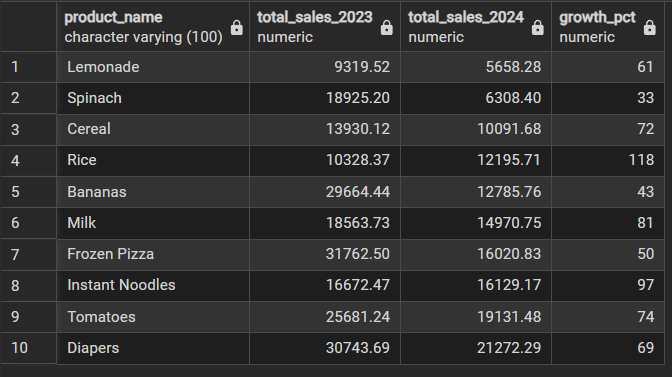 product_name total_sales_2023 total_sales_2024 growth_pct
character varying (100) numeric numeric numeric
1 Lemonade 9319.52 5658.28 61
2 Spinach 18925.20 6308.40 33
3 Cereal 13930.12 10091.68 72
4 Rice 10328.37 12195.71 118
5 Bananas 29664.44 12785.76 43
6 Milk 18563.73 14970.75 81
7 Frozen Pizza 31762.50 16020.83 50
8 Instant Noodles 16672.47 16129.17 97
9 Tomatoes 25681.24 19131.48 74
10 Diapers 30743.69 21272.29 69